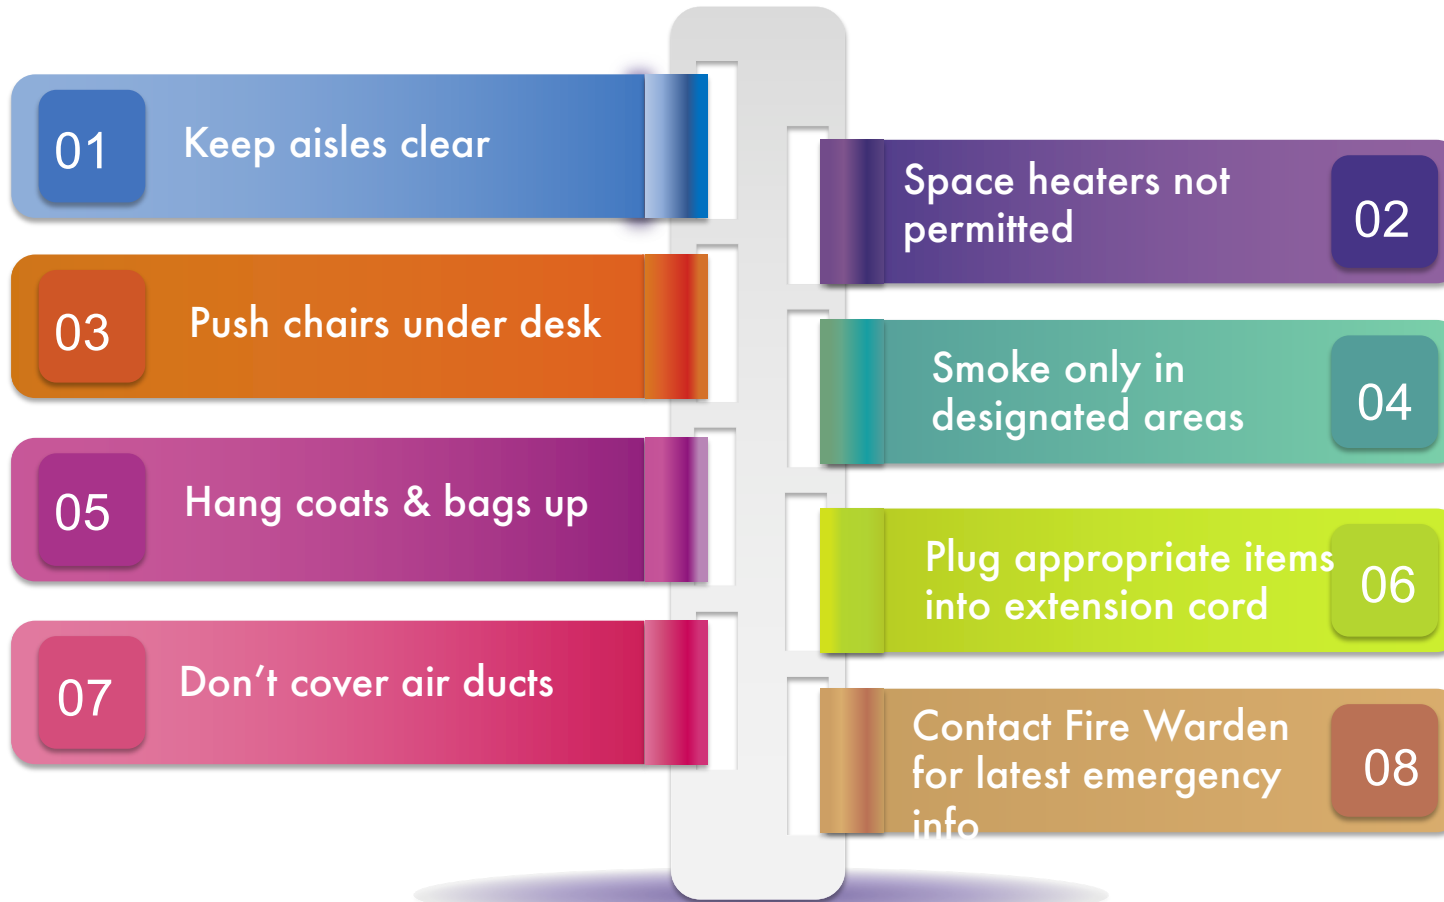 01
Keep aisles clear
Space heaters not
permitted
02
03
Push chairs under desk
Smoke only in
designated areas
04
05
Hang coats & bags up
Plug appropriate items
into extension cord
06
07
Don’t cover air ducts
Contact Fire Warden
for latest emergency
info
08